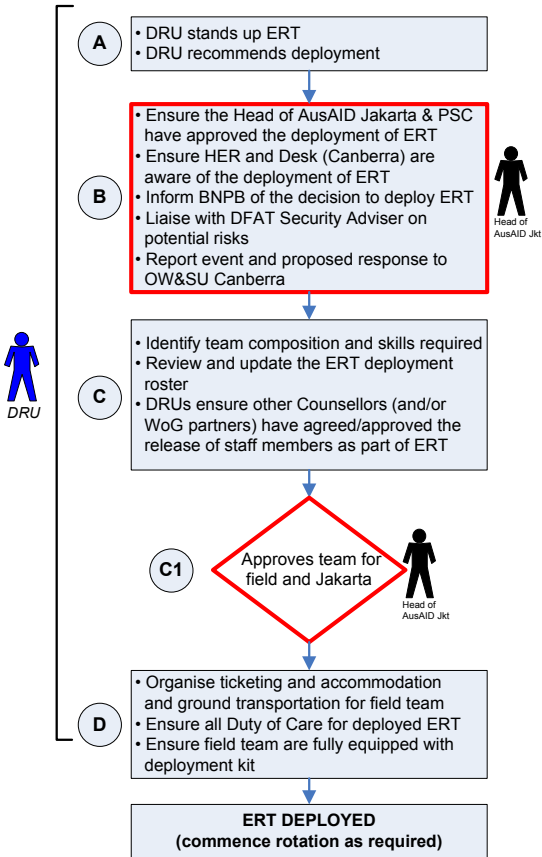 A
• DRU stands up ERT
• DRU recommends deployment
B
• Ensure the Head of AusAID Jakarta & PSC
have approved the deployment of ERT
• Ensure HER and Desk (Canberra) are
aware of the deployment of ERT
• Inform BNPB of the decision to deploy ERT
• Liaise with DFAT Security Adviser on
potential risks
• Report event and proposed response to
OW&SU Canberra
Head of
AusAID Jkt
DRU
C
• Identify team composition and skills required
• Review and update the ERT deployment
roster
• DRUs ensure other Counsellors (and/or
WoG partners) have agreed/approved the
release of staff members as part of ERT
C1
Approves team for
field and Jakarta
Head of
AusAID Jkt
D
• Organise ticketing and accommodation
and ground transportation for field team
• Ensure all Duty of Care for deployed ERT
• Ensure field team are fully equipped with
deployment kit
ERT DEPLOYED
(commence rotation as required)